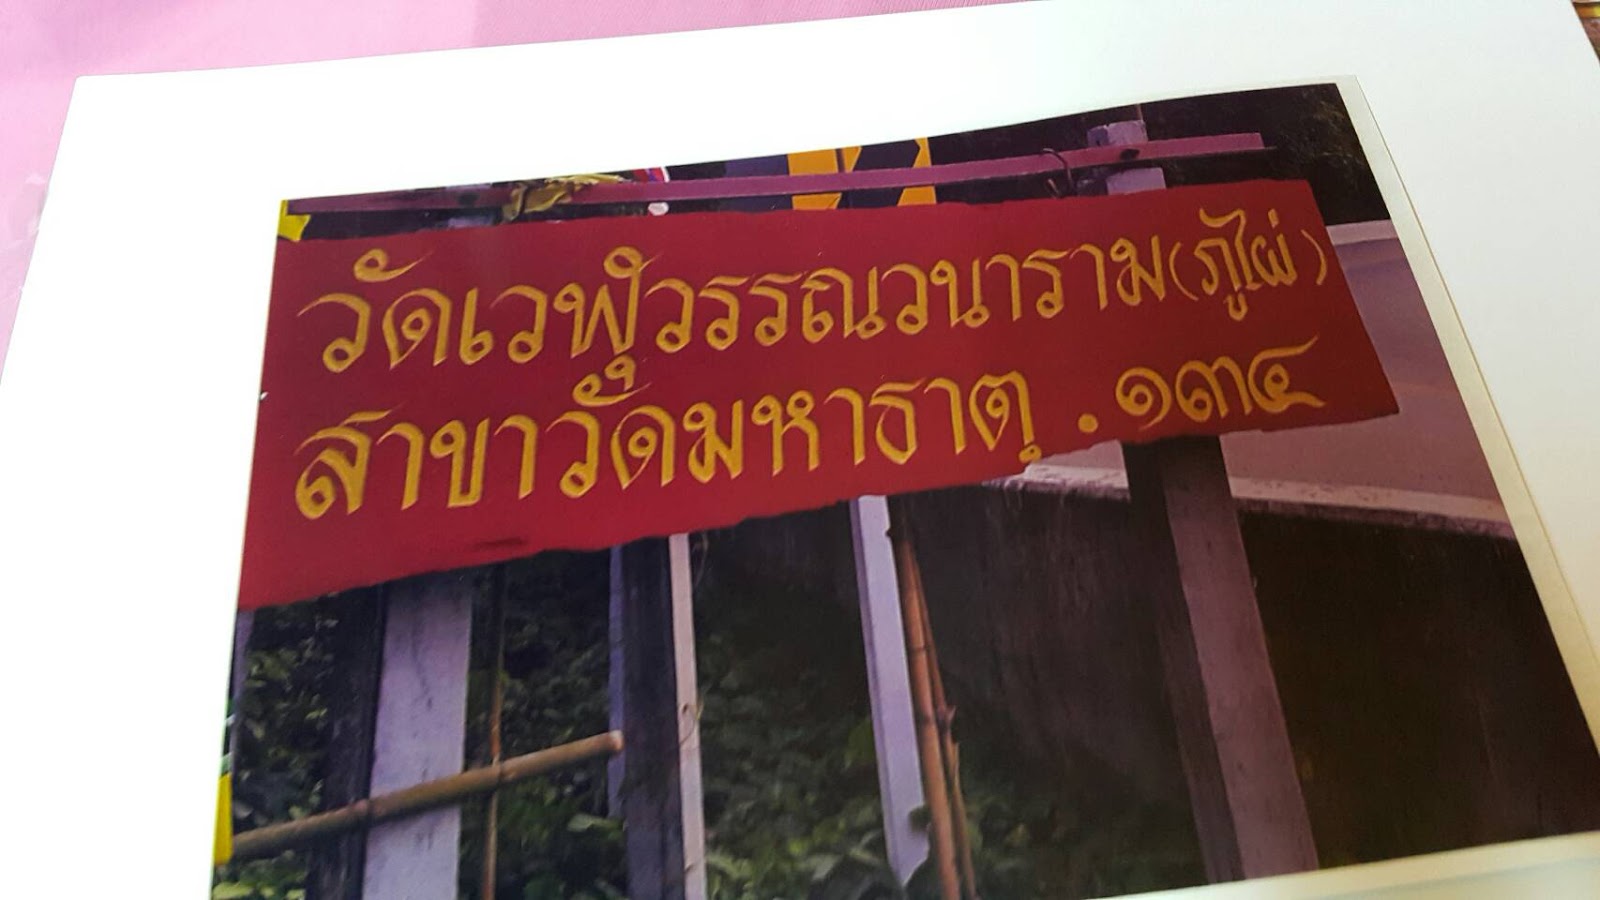 วัดเวฬุวรรณวนาราม(ภูไผ่)
สาขาวัดมหาธาตุ . ๑๓๔